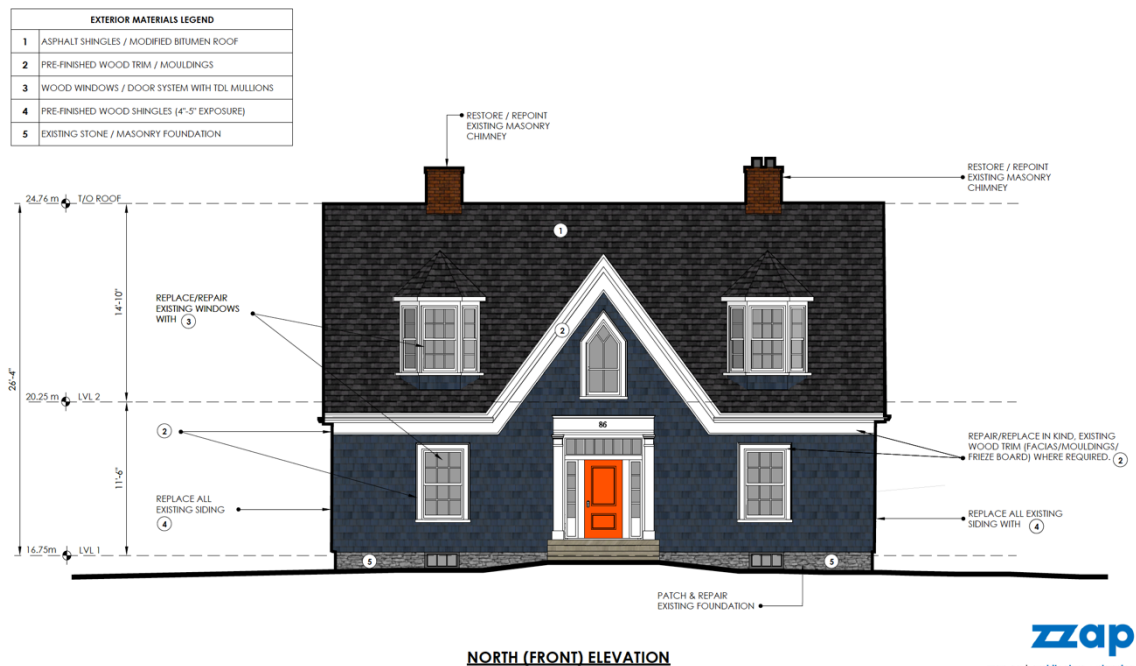 EXTERIOR MATERIALS LEGEND
1 ASPHALT SHINGLES / MODIFIED BITUMEN ROOF
2 PRE-FINISHED WOOD TRIM / MOULDINGS
3 WOOD WINDOWS / DOOR SYSTEM WITH TDL MULLIONS
4 PRE-FINISHED WOOD SHINGLES (4"-5" EXPOSURE)
5 EXISTING STONE / MASONRY FOUNDATION
RESTORE / REPOINT
EXISTING MASONRY
CHIMNEY
RESTORE / REPOINT
EXISTING MASONRY
CHIMNEY
24.76 m T/O ROOF
1
14'-10"
REPLACE/REPAIR
EXISTING WINDOWS
WITH 3
2
26'-4"
20.25 m LVL 2
86
2
11'-6"
REPAIR/REPLACE IN KIND, EXISTING
WOOD TRIM (FACIAS/MOULDINGS/
FRIEZE BOARD) WHERE REQUIRED. 2
REPLACE ALL
EXISTING SIDING
4
REPLACE ALL EXISTING
SIDING WITH 4
16.75m LVL 1
5
5
PATCH & REPAIR
EXISTING FOUNDATION
NORTH (FRONT) ELEVATION
zzap